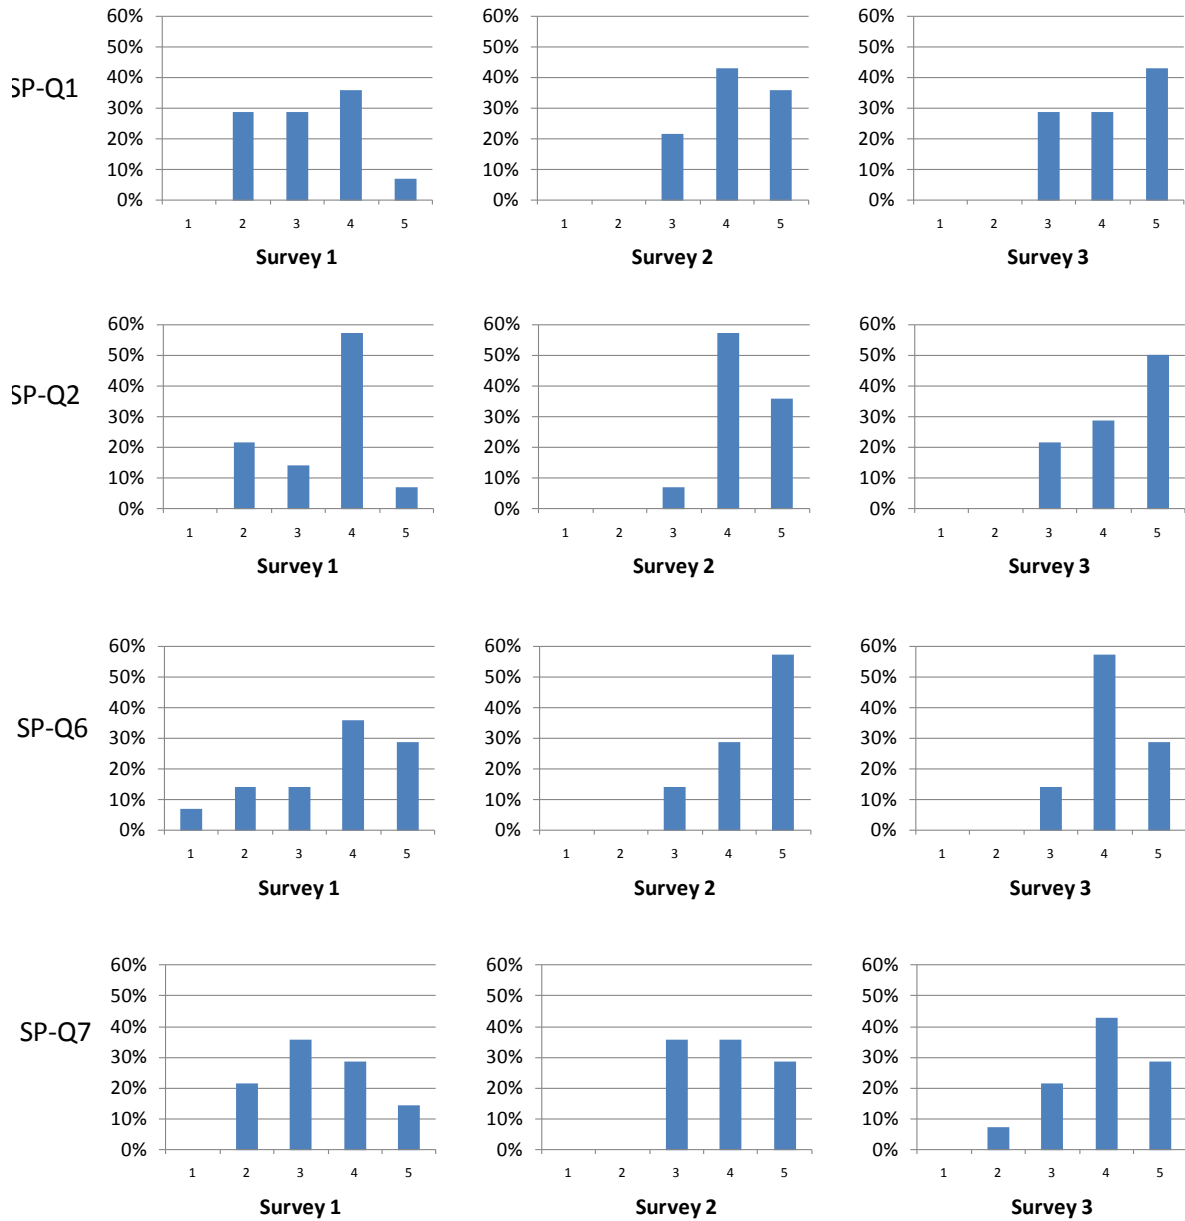 60% 60% 60%
50% 50% 50%
SP-Q1 40% 40% 40%
30% 30% 30%
20% 20% 20%
10% 10% 10%
0% 0% 0%
1 2 3 4 5 1 2 3 4 5 1 2 3 4 5
Survey 1 Survey 2 Survey 3
60% 60% 60%
50% 50% 50%
SP-Q2 40% 40% 40%
30% 30% 30%
20% 20% 20%
10% 10% 10%
0% 0% 0%
1 2 3 4 5 1 2 3 4 5 1 2 3 4 5
Survey 1 Survey 2 Survey 3
60% 60% 60%
50% 50% 50%
40% 40% 40%
SP-Q6 30% 30% 30%
20% 20% 20%
10% 10% 10%
0% 0% 0%
1 2 3 4 5 1 2 3 4 5 1 2 3 4 5
Survey 1 Survey 2 Survey 3
60% 60% 60%
50% 50% 50%
SP-Q7 40% 40% 40%
30% 30% 30%
20% 20% 20%
10% 10% 10%
0% 0% 0%
1 2 3 4 5 1 2 3 4 5 1 2 3 4 5
Survey 1 Survey 2 Survey 3